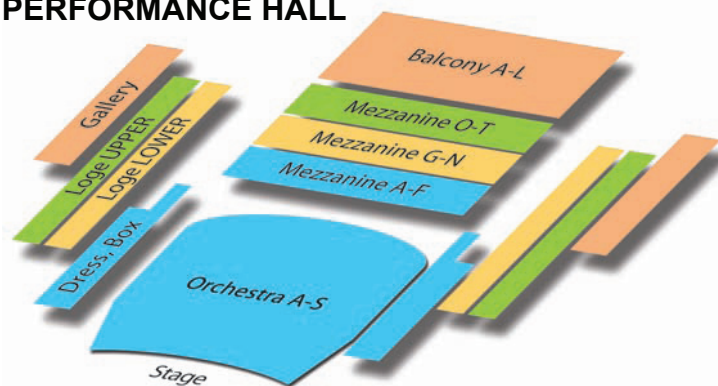 PERFORMANCE HALL
Balcony A-L
Gallery
Mezzanine O-T
Loge UPPER
Mezzanine G-N
Loge LOWER
Mezzanine A-F
Dress, Box
Orchestra A-S
Stage